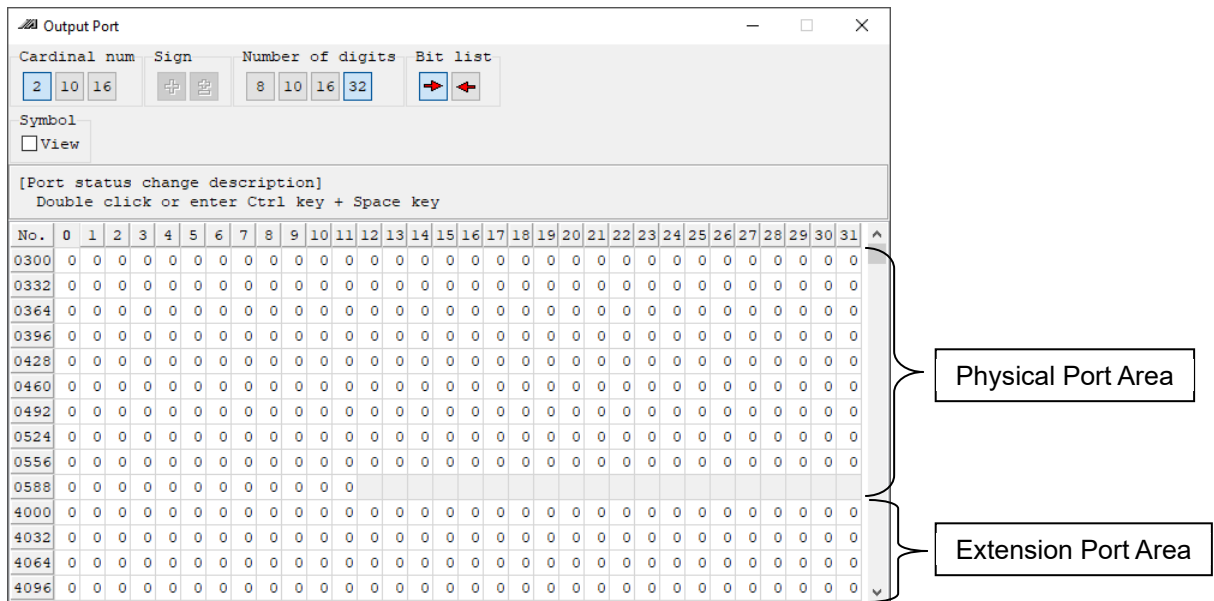 Output Port
Cardinal num Sign Number of digits Bit list
2 10 16 8 10 16 32
Symbol
View
[Port status change description]
Double click or enter Ctrl key + Space key
No. 0 1 2 3 4 5 6 7 8 9 10 11 12 13 14 15 16 17 18 19 20 21 22 23 24 25 26 27 28 29 30 31
0300 0 0 0 0 0 0 0 0 0 0 0 0 0 0 0 0 0 0 0 0 0 0 0 0 0 0 0 0 0 0 0 0
0332 0 0 0 0 0 0 0 0 0 0 0 0 0 0 0 0 0 0 0 0 0 0 0 0 0 0 0 0 0 0 0 0
0364 0 0 0 0 0 0 0 0 0 0 0 0 0 0 0 0 0 0 0 0 0 0 0 0 0 0 0 0 0 0 0 0
0396 0 0 0 0 0 0 0 0 0 0 0 0 0 0 0 0 0 0 0 0 0 0 0 0 0 0 0 0 0 0 0 0
0428 0 0 0 0 0 0 0 0 0 0 0 0 0 0 0 0 0 0 0 0 0 0 0 0 0 0 0 0 0 0 0 0
0460 0 0 0 0 0 0 0 0 0 0 0 0 0 0 0 0 0 0 0 0 0 0 0 0 0 0 0 0 0 0 0 0
0492 0 0 0 0 0 0 0 0 0 0 0 0 0 0 0 0 0 0 0 0 0 0 0 0 0 0 0 0 0 0 0 0
0524 0 0 0 0 0 0 0 0 0 0 0 0 0 0 0 0 0 0 0 0 0 0 0 0 0 0 0 0 0 0 0 0
0556 0 0 0 0 0 0 0 0 0 0 0 0 0 0 0 0 0 0 0 0 0 0 0 0 0 0 0 0 0 0 0 0
0588 0 0 0 0 0 0 0 0 0 0 0 0
4000 0 0 0 0 0 0 0 0 0 0 0 0 0 0 0 0 0 0 0 0 0 0 0 0 0 0 0 0 0 0 0 0
4032 0 0 0 0 0 0 0 0 0 0 0 0 0 0 0 0 0 0 0 0 0 0 0 0 0 0 0 0 0 0 0 0
4064 0 0 0 0 0 0 0 0 0 0 0 0 0 0 0 0 0 0 0 0 0 0 0 0 0 0 0 0 0 0 0 0
4096 0 0 0 0 0 0 0 0 0 0 0 0 0 0 0 0 0 0 0 0 0 0 0 0 0 0 0 0 0 0 0 0
Physical Port Area
Extension Port Area